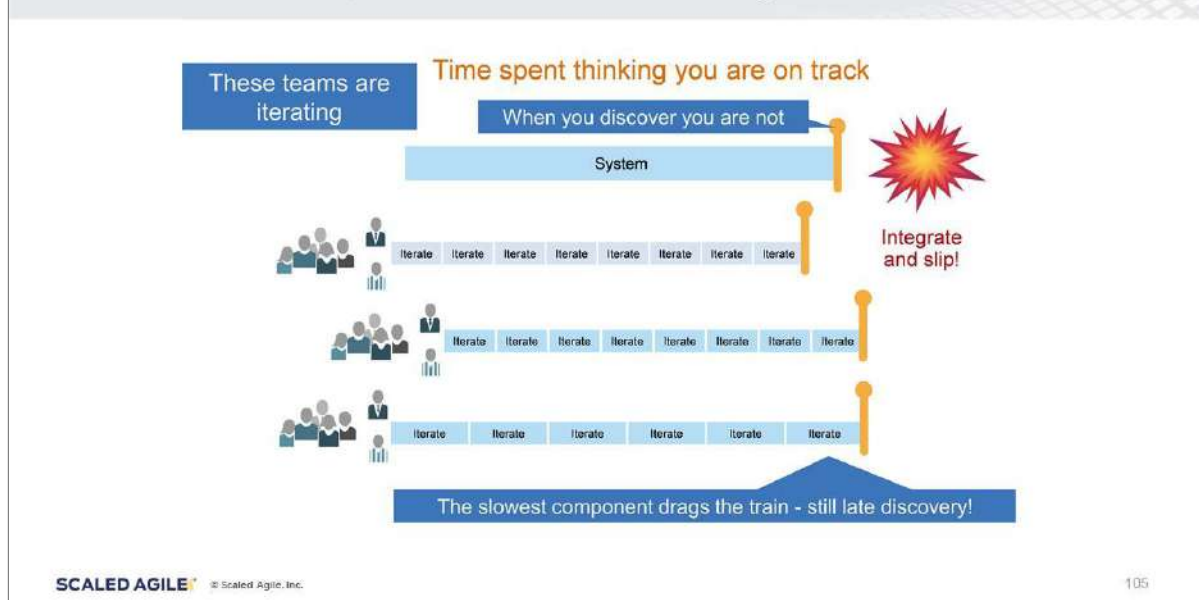 These teams are
iterating
Time spent thinking you are on track
When you discover you are not
System
Iterate Iterate Iterate Iterate Iterate Iterate Iterate Iterate
Integrate
and slip!
Iterate Iterate Iterate Iterate Iterate Iterate Iterate Iterate
Iterate Iterate Iterate Iterate Iterate Iterate
The slowest component drags the train - still late discovery!
SCALED AGILE © Scaled Agile, Inc.
105